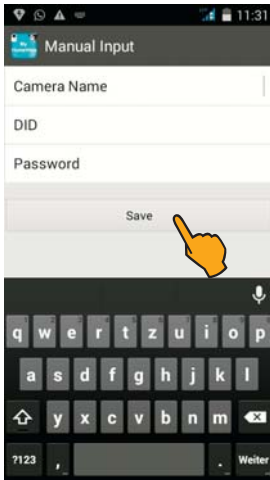 11:31
Manual Input
Camera Name
DID
Password
Save
q w e r t z u i o p
a s d f g h j k l
y x c v b n m
?123 , . Weiter